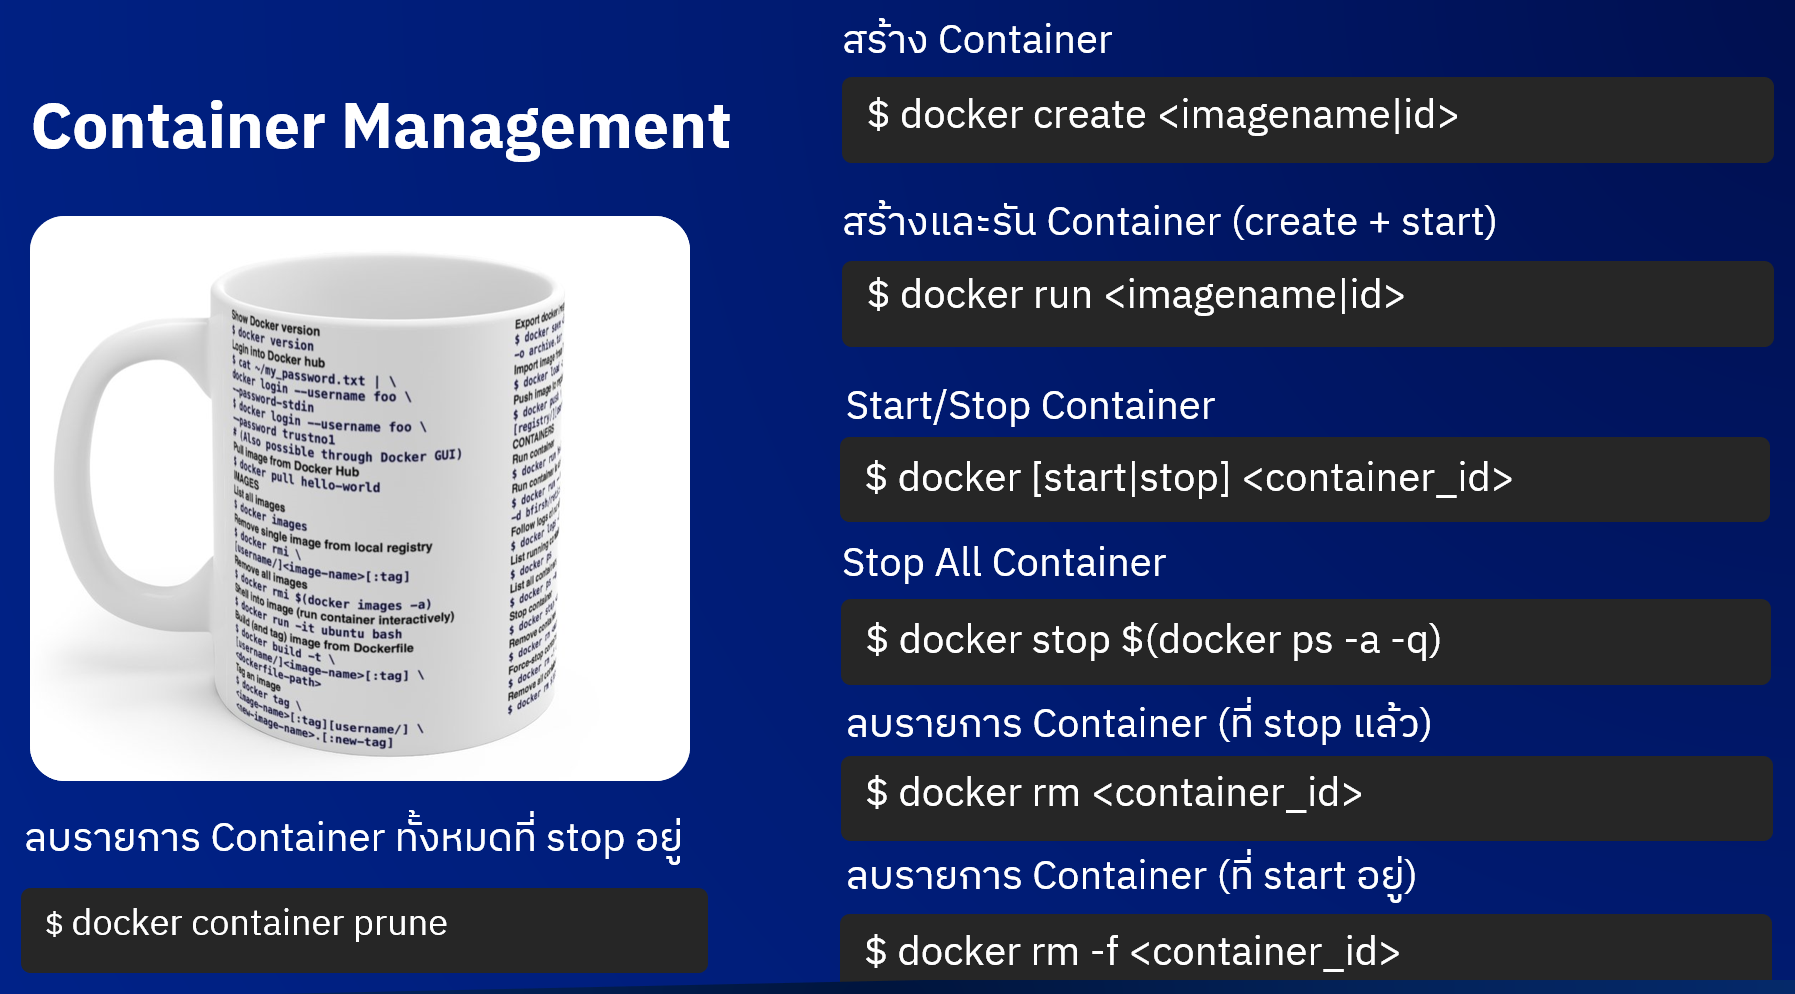 Container Management
Show Docker version
$ docker version
Login into Docker hub
$ cat ~/my_password.txt | \
docker login --username foo \
--password-stdin
$ docker login --username foo \
--password trustno1
# (Also possible through Docker GUI)
Pull image from Docker Hub
$ docker pull hello-world
IMAGES
List all images
$ docker images
Remove single image from local registry
$ docker rmi \
[username/]<image-name>[:tag]
Remove all images
$ docker rmi $(docker images -a)
Shell into image (run container interactively)
$ docker run -it ubuntu bash
Build (and tag) image from Dockerfile
$ docker build -t \
[username/]<image-name>[:tag] \
<dockerfile-path>
Tag an image
$ docker tag \
<image-name>[:tag][username/] \
<new-image-name>.[:new-tag]
Export docker
$ docker save
-o archive.tar
Import image
$ docker load
Push image to
$ docker push
[registry/]
CONTAINERS
Run container
$ docker run
Run container
$ docker run
-d
Follow logs
$ docker logs
List running
$ docker ps
List all
$ docker ps
Stop container
$ docker
Remove
$ docker rm
Force-stop
$ docker rm
Remove all
$ docker rm
ลบรายการ Container ทั้งหมดที่ stop อยู่
$ docker container prune
สร้าง Container
$ docker create <imagename|id>
สร้างและรัน Container (create + start)
$ docker run <imagename|id>
Start/Stop Container
$ docker [start|stop] <container_id>
Stop All Container
$ docker stop $(docker ps -a -q)
ลบรายการ Container (ที่ stop แล้ว)
$ docker rm <container_id>
ลบรายการ Container (ที่ start อยู่)
$ docker rm -f <container_id>